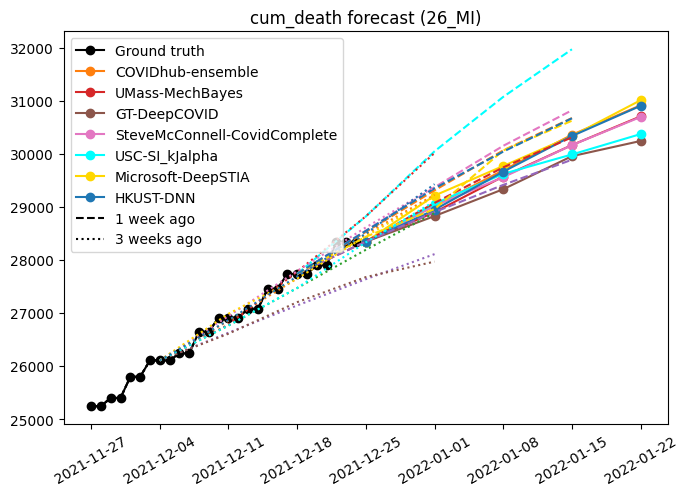 cum_death forecast (26_MI)
32000
31000
30000
29000
28000
27000
26000
25000
Ground truth
COVIDhub-ensemble
UMass-MechBayes
GT-DeepCOVID
SteveMcConnell-CovidComplete
USC-SI_kJalpha
Microsoft-DeepSTIA
HKUST-DNN
1 week ago
3 weeks ago
2021-11-27
2021-12-04
2021-12-11
2021-12-18
2021-12-25
2022-01-01
2022-01-08
2022-01-15
2022-01-22